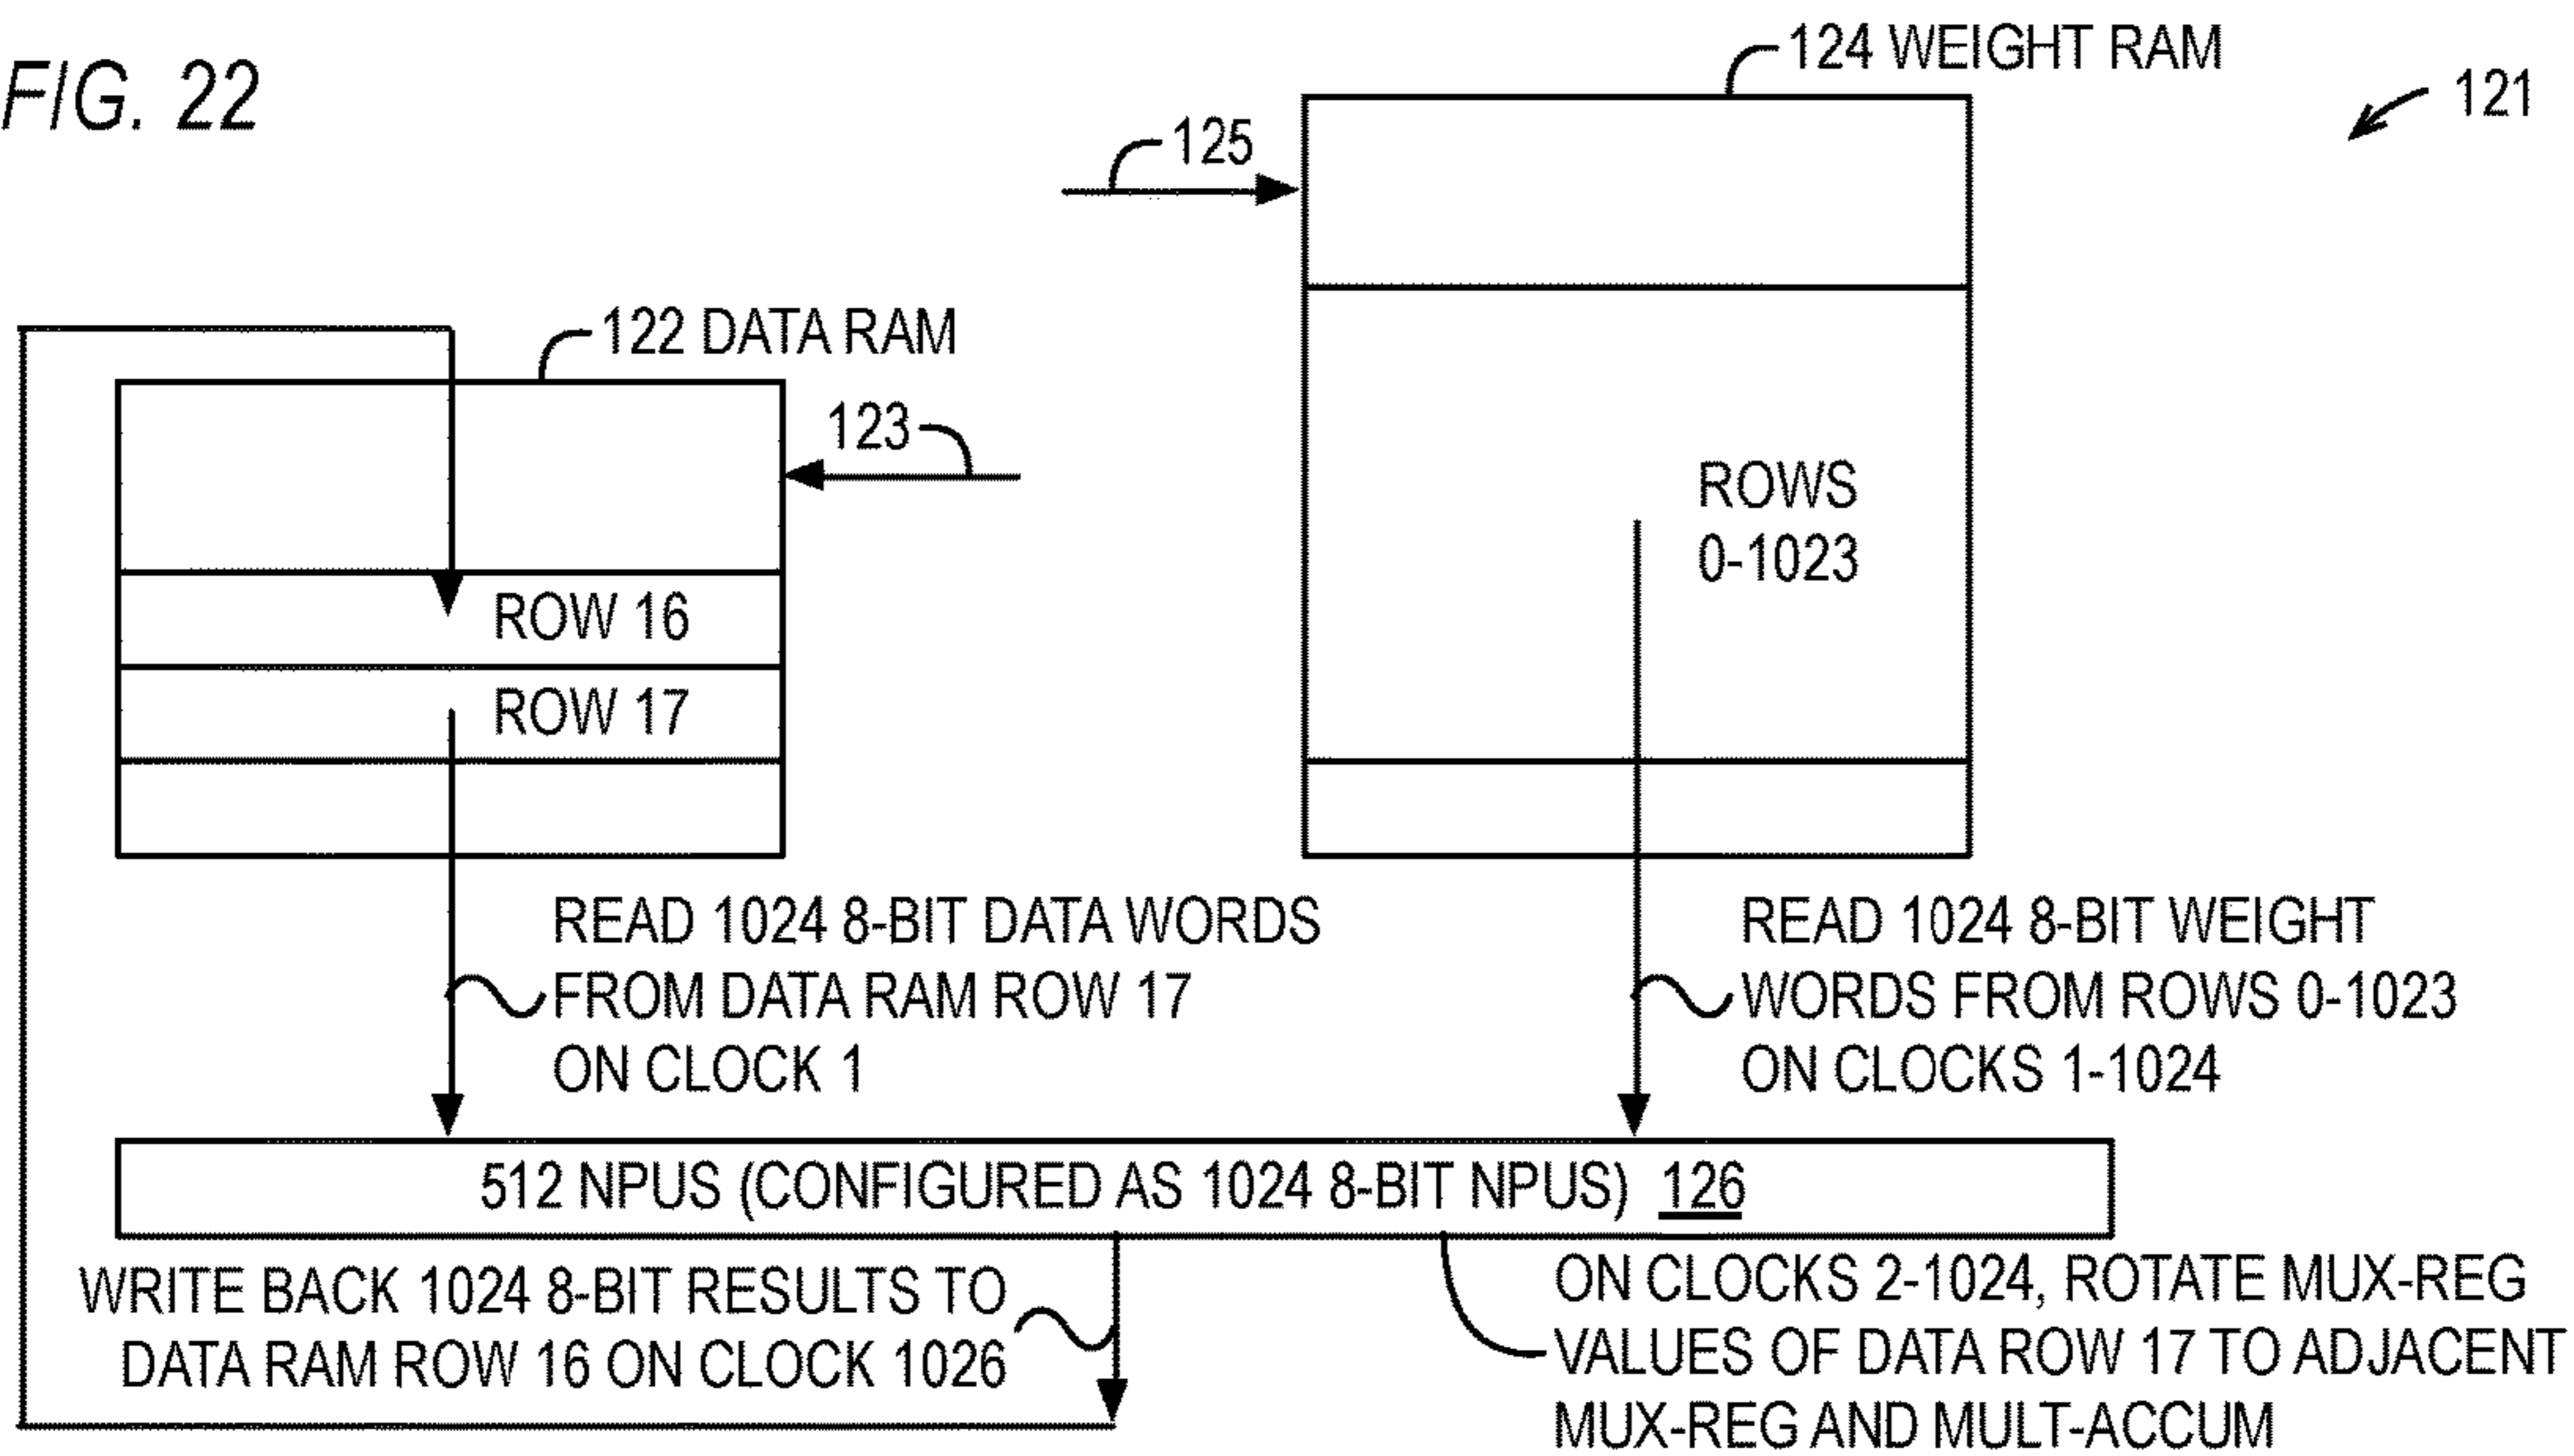 FIG. 22
124 WEIGHT RAM
121
125
122 DATA RAM
123
ROWS
0-1023
ROW 16
ROW 17
READ 1024 8-BIT DATA WORDS
FROM DATA RAM ROW 17
ON CLOCK 1
READ 1024 8-BIT WEIGHT
WORDS FROM ROWS 0-1023
ON CLOCKS 1-1024
512 NPUS (CONFIGURED AS 1024 8-BIT NPUS) 126
WRITE BACK 1024 8-BIT RESULTS TO
DATA RAM ROW 16 ON CLOCK 1026
ON CLOCKS 2-1024, ROTATE MUX-REG
VALUES OF DATA ROW 17 TO ADJACENT
MUX-REG AND MULT-ACCUM